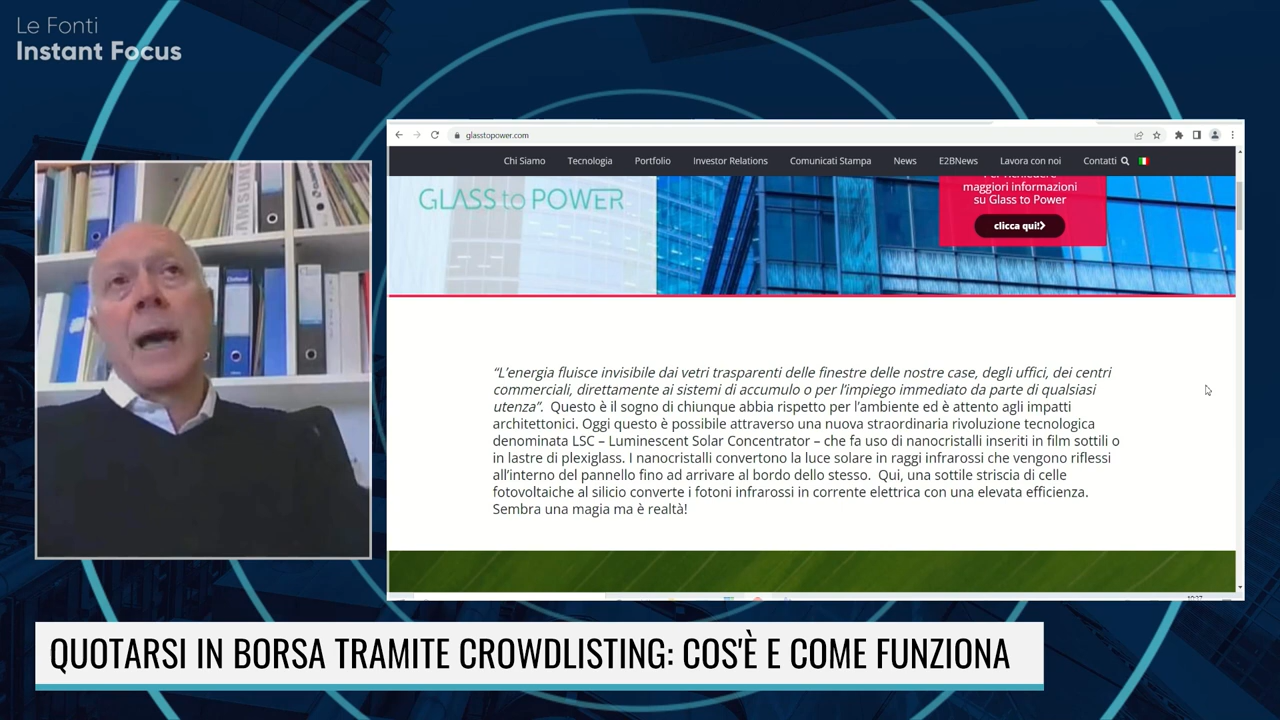 Le Fonti
Instant Focus
glasstopower.com
Chi Siamo Tecnologia Portfolio Investor Relations Comunicati Stampa News E2BNews Lavora con noi Contatti
GLASS to POWER
Per richiedere
maggiori informazioni
su Glass to Power
clicca qui!
SAMSUNG
“L’energia fluisce invisibile dai vetri trasparenti delle finestre delle nostre case, degli uffici, dei centri
commerciali, direttamente ai sistemi di accumulo o per l’impiego immediato da parte di qualsiasi
utenza”. Questo è il sogno di chiunque abbia rispetto per l’ambiente ed è attento agli impatti
architettonici. Oggi questo è possibile attraverso una nuova straordinaria rivoluzione tecnologica
denominata LSC – Luminescent Solar Concentrator – che fa uso di nanocristalli inseriti in film sottili o
in lastre di plexiglass. I nanocristalli convertono la luce solare in raggi infrarossi che vengono riflessi
all’interno del pannello fino ad arrivare al bordo dello stesso. Qui, una sottile striscia di celle
fotovoltaiche al silicio converte i fotoni infrarossi in corrente elettrica con una elevata efficienza.
Sembra una magia ma è realtà!
QUOTARSI IN BORSA TRAMITE CROWDLISTING: COS'È E COME FUNZIONA